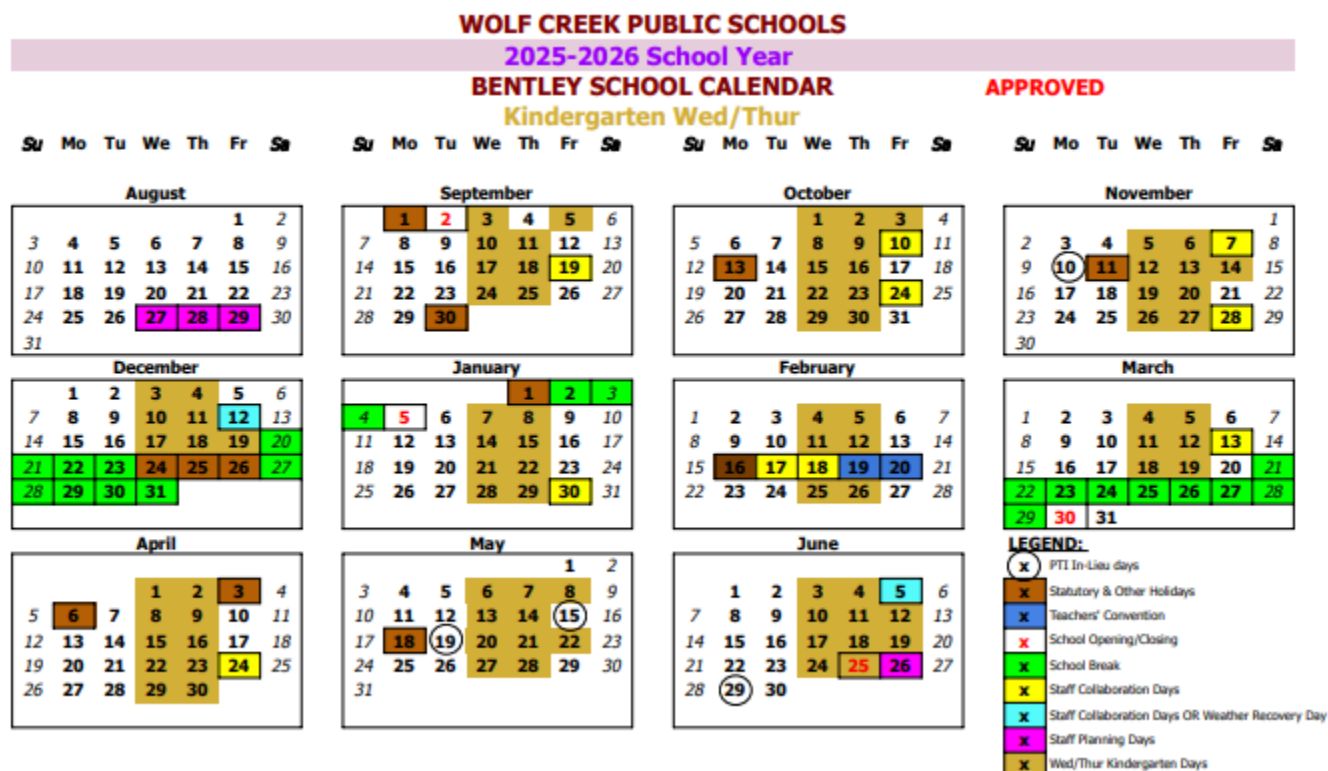 WOLF CREEK PUBLIC SCHOOLS
2025-2026 School Year
BENTLEY SCHOOL CALENDAR APPROVED
Kindergarten Wed/Thur
Su Mo Tu We Th Fr Sa Su Mo Tu We Th Fr Sa Su Mo Tu We Th Fr Sa Su Mo Tu We Th Fr Sa
August
1 2
3 4 5 6 7 8 9
10 11 12 13 14 15 16
17 18 19 20 21 22 23
24 25 26 27 28 29 30
31
September
1 2 3 4 5 6
7 8 9 10 11 12 13
14 15 16 17 18 19 20
21 22 23 24 25 26 27
28 29 30
October
1 2 3 4
5 6 7 8 9 10 11
12 13 14 15 16 17 18
19 20 21 22 23 24 25
26 27 28 29 30 31
November
1
2 3 4 5 6 7 8
9 10 11 12 13 14 15
16 17 18 19 20 21 22
23 24 25 26 27 28 29
30
December
1 2 3 4 5 6
7 8 9 10 11 12 13
14 15 16 17 18 19 20
21 22 23 24 25 26 27
28 29 30 31
January
1 2 3
4 5 6 7 8 9 10
11 12 13 14 15 16 17
18 19 20 21 22 23 24
25 26 27 28 29 30 31
February
1 2 3 4 5 6 7
8 9 10 11 12 13 14
15 16 17 18 19 20 21
22 23 24 25 26 27 28
March
1 2 3 4 5 6 7
8 9 10 11 12 13 14
15 16 17 18 19 20 21
22 23 24 25 26 27 28
29 30 31
April
1 2 3 4
5 6 7 8 9 10 11
12 13 14 15 16 17 18
19 20 21 22 23 24 25
26 27 28 29 30
May
1 2
3 4 5 6 7 8 9
10 11 12 13 14 15 16
17 18 19 20 21 22 23
24 25 26 27 28 29 30
31
June
1 2 3 4 5 6
7 8 9 10 11 12 13
14 15 16 17 18 19 20
21 22 23 24 25 26 27
28 29 30
LEGEND:
x PTI In-Lieu days
x Statutory & Other Holidays
x Teachers' Convention
x School Opening/Closing
x School Break
x Staff Collaboration Days
x Staff Collaboration Days OR Weather Recovery Day
x Staff Planning Days
x Wed/Thur Kindergarten Days